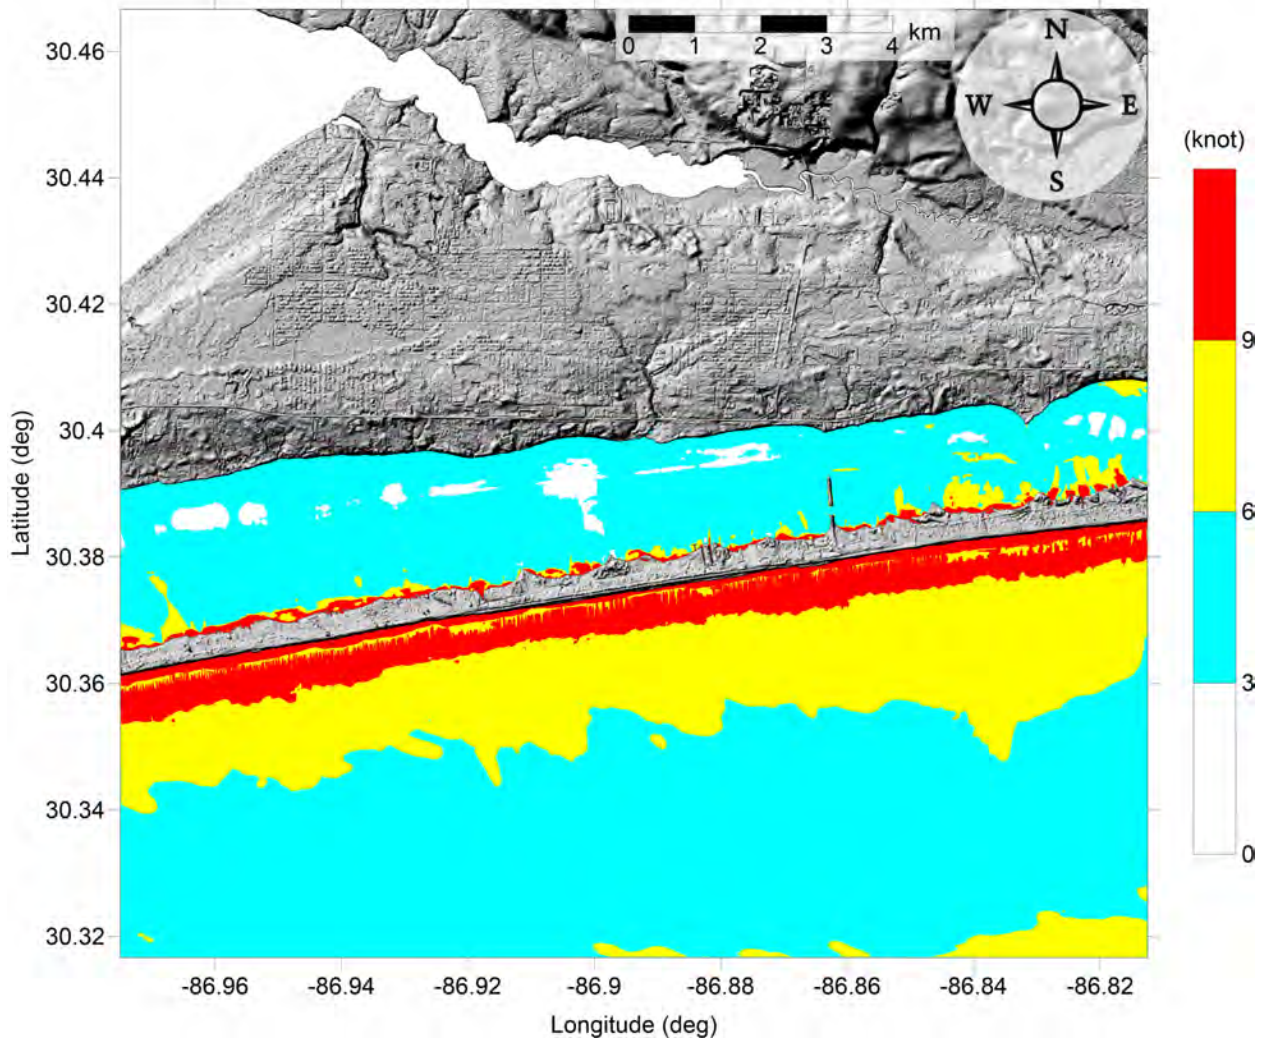 0 1 2 3 4 km
N
W E
S
(knot)
9
6
3
0
30.46
30.44
30.42
30.4
30.38
30.36
30.34
30.32
Latitude (deg)
-86.96 -86.94 -86.92 -86.9 -86.88 -86.86 -86.84 -86.82
Longitude (deg)